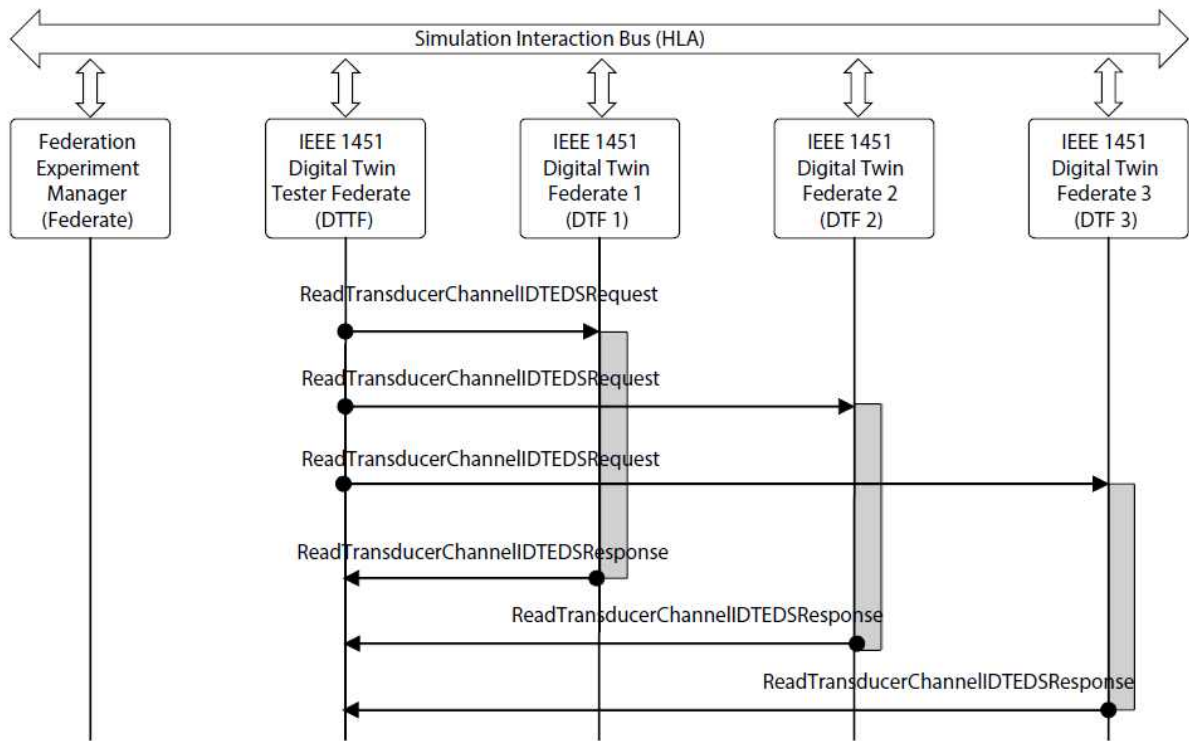 Simulation Interaction Bus (HLA)
Federation
Experiment
Manager
(Federate)
IEEE 1451
Digital Twin
Tester Federate
(DTTF)
IEEE 1451
Digital Twin
Federate 1
(DTF 1)
IEEE 1451
Digital Twin
Federate 2
(DTF 2)
IEEE 1451
Digital Twin
Federate 3
(DTF 3)
ReadTransducerChannelIDTEDSRequest
ReadTransducerChannelIDTEDSRequest
ReadTransducerChannelIDTEDSRequest
ReadTransducerChannelIDTEDSResponse
ReadTransducerChannelIDTEDSResponse
ReadTransducerChannelIDTEDSResponse